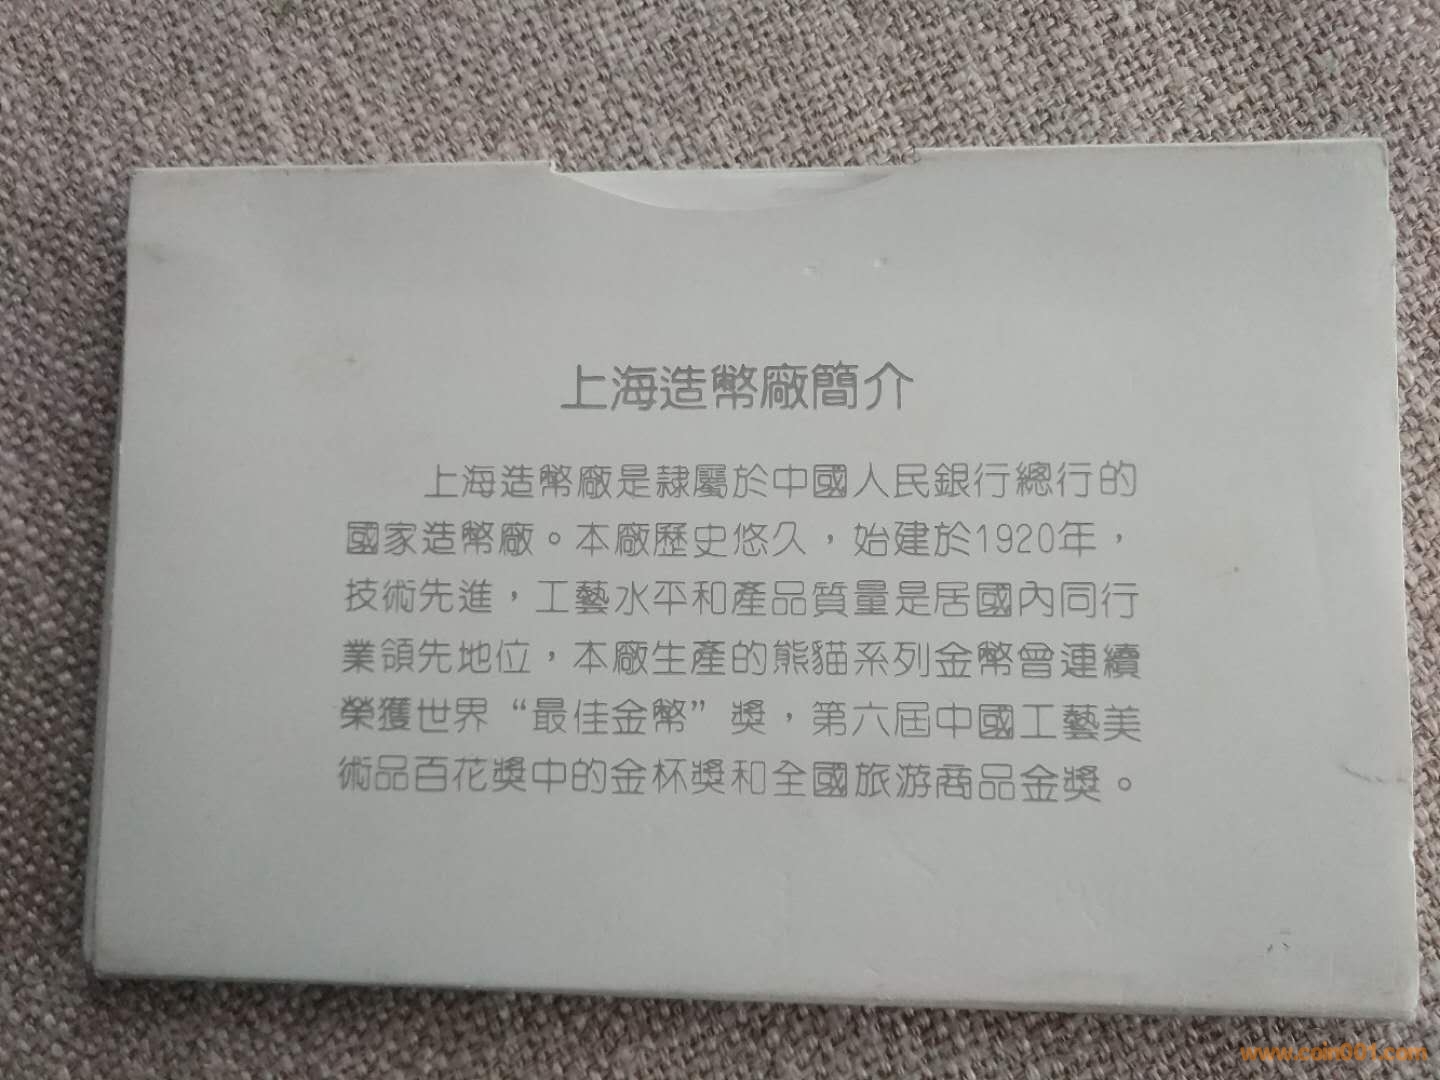 上海造幣廠簡介
上海造幣廠是隷屬於中國人民銀行總行的
國家造幣廠。本廠歷史悠久，始建於1920年，
技術先進，工藝水平和產品質量是居國內同行
業領先地位，本廠生產的熊貓系列金幣曾連續
榮獲世界“最佳金幣”獎，第六屆中國工藝美
術品百花獎中的金杯獎和全國旅游商品金獎。
www.coin001.com